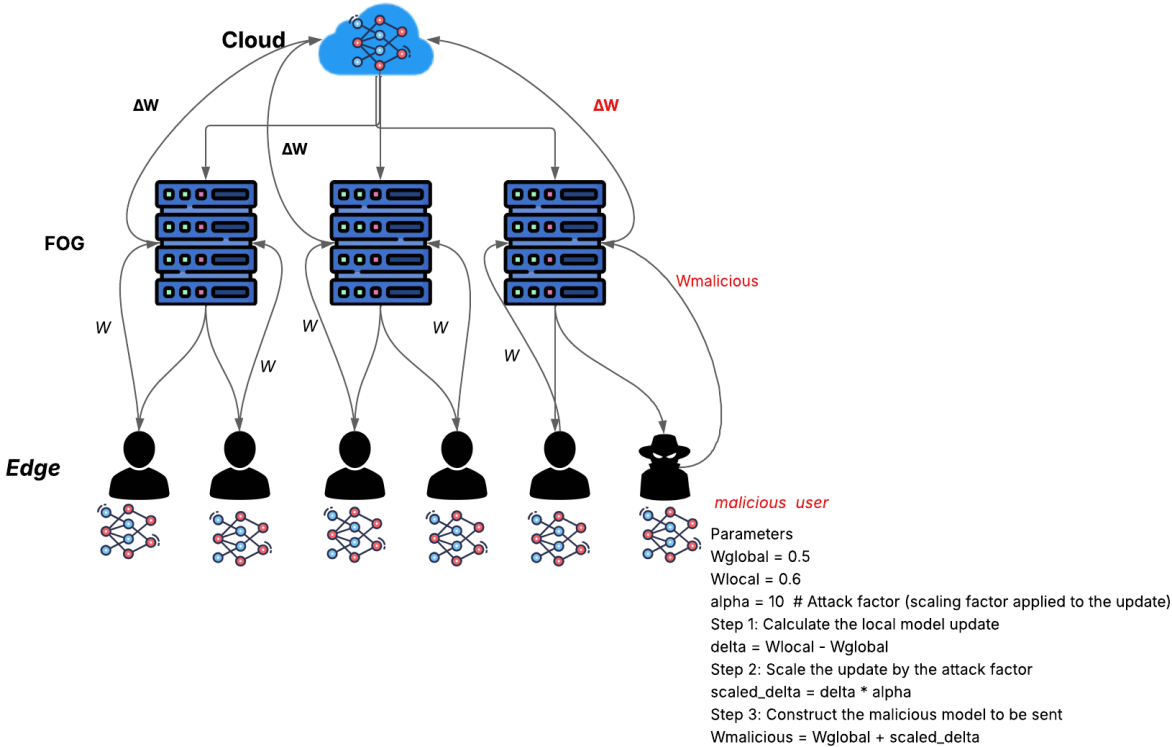 Cloud
ΔW
ΔW
ΔW
FOG
Wmalicious
W
W
W
W
W
Edge
malicious user
Parameters
Wglobal = 0.5
Wlocal = 0.6
alpha = 10 # Attack factor (scaling factor applied to the update)
Step 1: Calculate the local model update
delta = Wlocal - Wglobal
Step 2: Scale the update by the attack factor
scaled_delta = delta * alpha
Step 3: Construct the malicious model to be sent
Wmalicious = Wglobal + scaled_delta